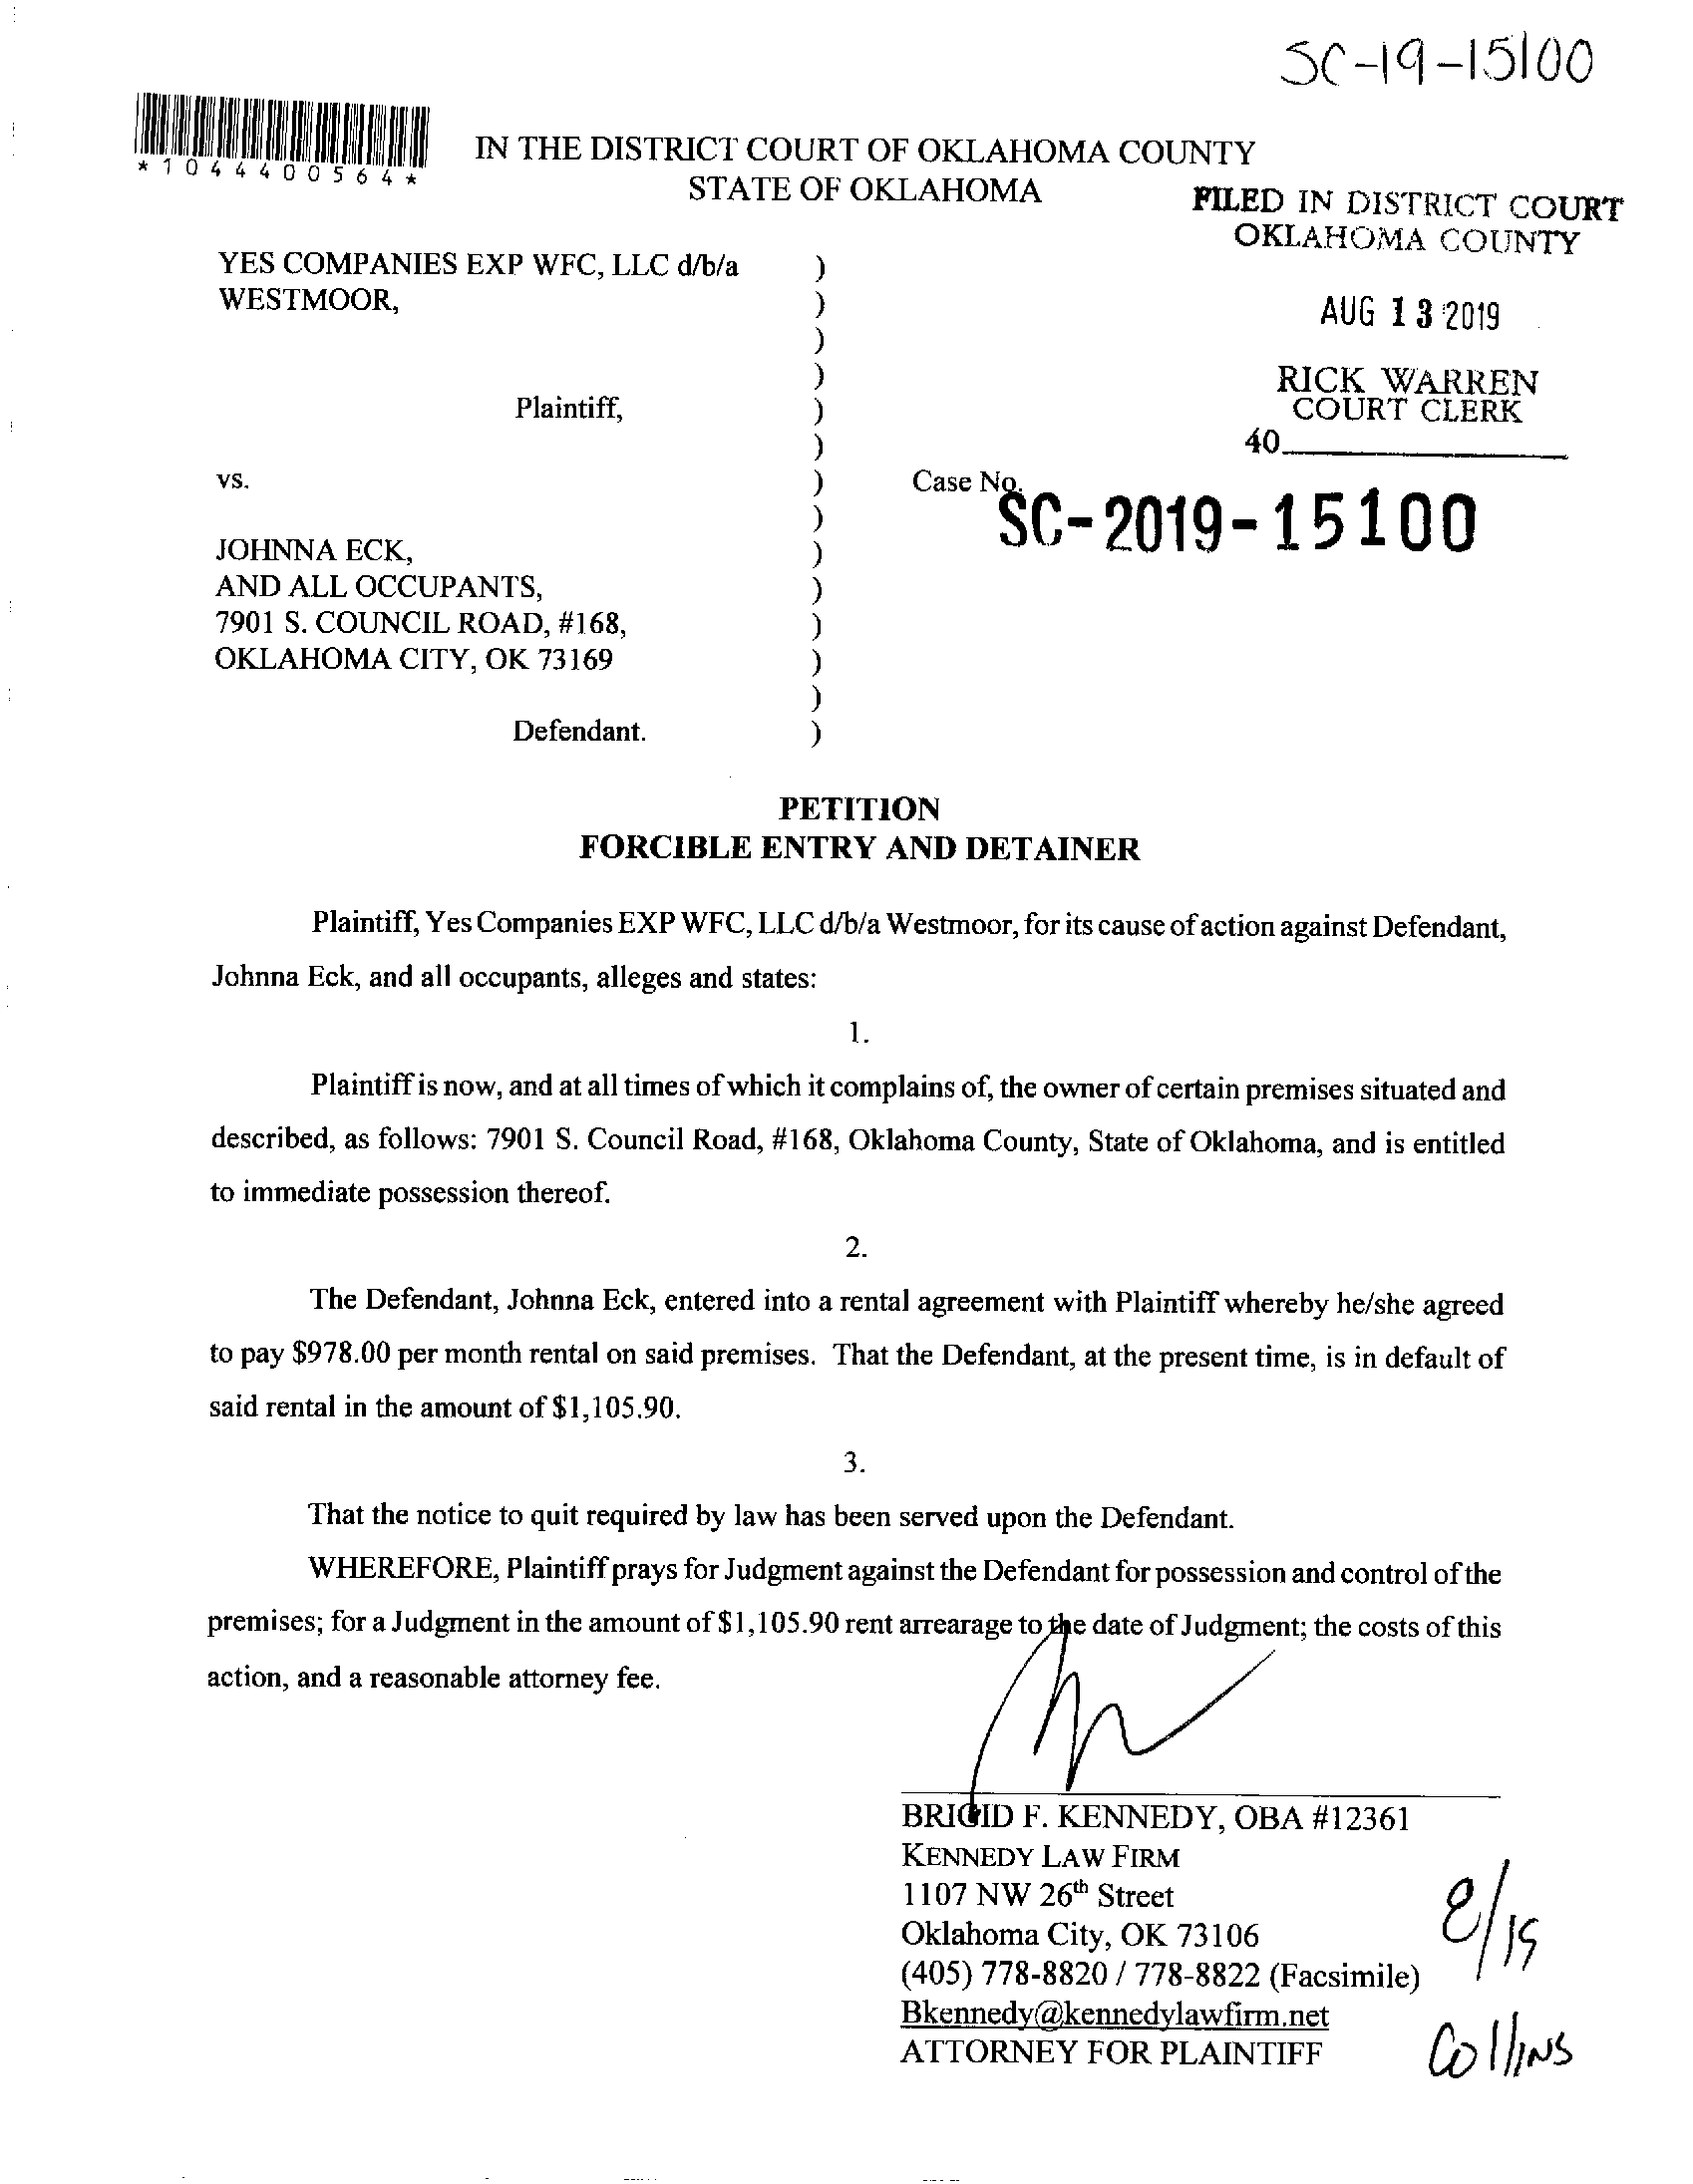 SC-19-15100
*1044400564*
IN THE DISTRICT COURT OF OKLAHOMA COUNTY
STATE OF OKLAHOMA
FILED IN DISTRICT COURT
OKLAHOMA COUNTY
AUG 13 2019
RICK WARREN
COURT CLERK
40
YES COMPANIES EXP WFC, LLC d/b/a )
WESTMOOR, )
)
)
Plaintiff, )
)
vs. ) Case No.
SC-2019-15100
)
JOHNNA ECK, )
AND ALL OCCUPANTS, )
7901 S. COUNCIL ROAD, #168, )
OKLAHOMA CITY, OK 73169 )
)
Defendant. )
PETITION
FORCIBLE ENTRY AND DETAINER
Plaintiff, Yes Companies EXP WFC, LLC d/b/a Westmoor, for its cause of action against Defendant,
Johnna Eck, and all occupants, alleges and states:
1.
Plaintiff is now, and at all times of which it complains of, the owner of certain premises situated and
described, as follows: 7901 S. Council Road, #168, Oklahoma County, State of Oklahoma, and is entitled
to immediate possession thereof.
2.
The Defendant, Johnna Eck, entered into a rental agreement with Plaintiff whereby he/she agreed
to pay $978.00 per month rental on said premises. That the Defendant, at the present time, is in default of
said rental in the amount of $1,105.90.
3.
That the notice to quit required by law has been served upon the Defendant.
WHEREFORE, Plaintiff prays for Judgment against the Defendant for possession and control of the
premises; for a Judgment in the amount of $1,105.90 rent arrearage to the date of Judgment; the costs of this
action, and a reasonable attorney fee.
BRIGID F. KENNEDY, OBA #12361
KENNEDY LAW FIRM
1107 NW 26th Street
Oklahoma City, OK 73106
(405) 778-8820 / 778-8822 (Facsimile)
Bkennedy@kennedylawfirm.net
ATTORNEY FOR PLAINTIFF
8/15
Collins